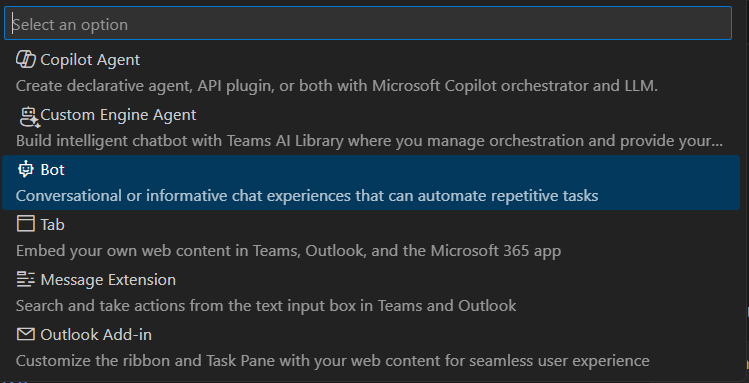 Select an option
Copilot Agent
Create declarative agent, API plugin, or both with Microsoft Copilot orchestrator and LLM.
Custom Engine Agent
Build intelligent chatbot with Teams AI Library where you manage orchestration and provide your...
Bot
Conversational or informative chat experiences that can automate repetitive tasks
Tab
Embed your own web content in Teams, Outlook, and the Microsoft 365 app
Message Extension
Search and take actions from the text input box in Teams and Outlook
Outlook Add-in
Customize the ribbon and Task Pane with your web content for seamless user experience